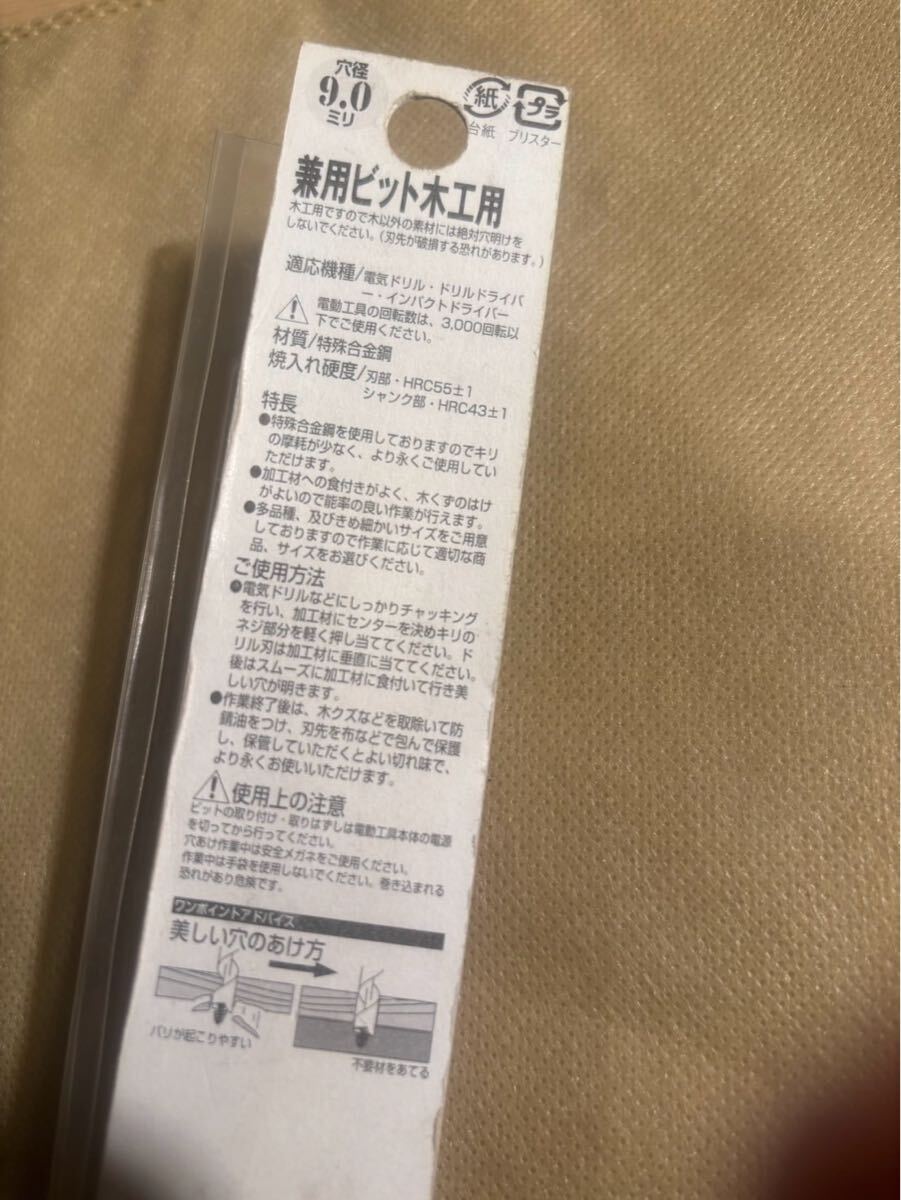 穴径
9.0
ミリ
紙
プラ
台紙 ブリスター
兼用ビット木工用
木工用ですので木以外の素材には絶対穴明けを
しないでください。(刃先が破損する恐れがあります。)
適応機種/電気ドリル・ドリルドライバ
ー・インパクトドライバー
電動工具の回転数は、3,000回転以
下でご使用ください。
材質/特殊合金鋼
焼入れ硬度/刃部・HRC55±1
シャンク部・HRC43±1
特長
●特殊合金鋼を使用しておりますのでキリ
の摩耗が少なく、より永くご使用してい
ただけます。
●加工材への食付きがよく、木くずのはけ
がよいので能率の良い作業が行えます。
●多品種、及びきめ細かいサイズをご用意
しておりますので作業に応じて適切な商
品、サイズをお選びください。
ご使用方法
●電気ドリルなどにしっかりチャッキング
を行い、加工材にセンターを決めキリの
ネジ部分を軽く押し当ててください。ド
リル刃は加工材に垂直に当ててください。
後はスムーズに加工材に食付いて行き美
しい穴が明きます。
●作業終了後は、木クズなどを取除いて防
錆油をつけ、刃先を布などで包んで保護
し、保管していただくとよい切れ味で、
より永くお使いいただけます。
使用上の注意
ビットの取り付け・取りはずしは電動工具本体の電源
を切ってから行ってください。
穴あけ作業中は安全メガネをご使用ください。
作業中は手袋を使用しないでください。巻き込まれる
恐れがあり危険です。
ワンポイントアドバイス
美しい穴のあけ方
バリが起こりやすい
不要材をあてる